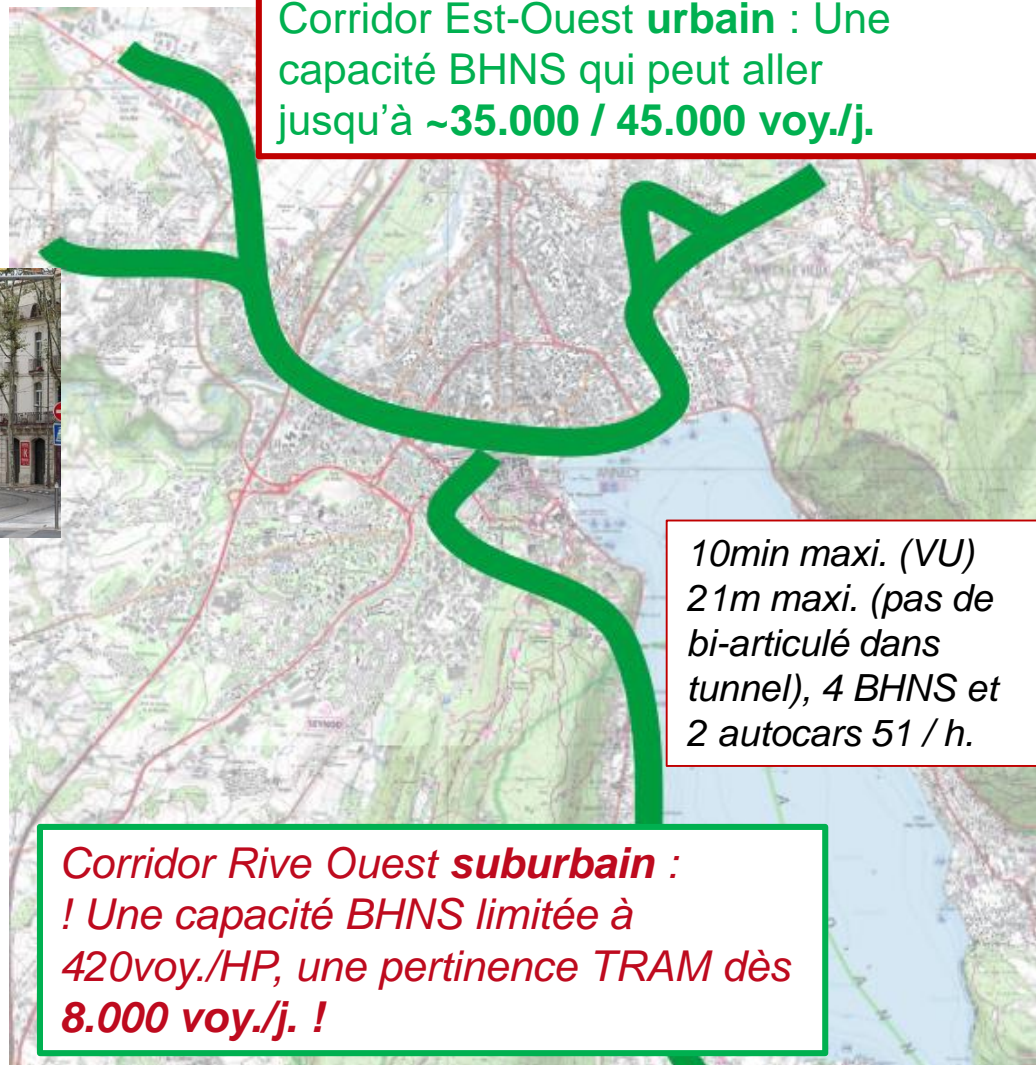 Corridor Est-Ouest urbain : Une
capacité BHNS qui peut aller
jusqu’à ~35.000 / 45.000 voy./j.
10min maxi. (VU)
21m maxi. (pas de
bi-articulé dans
tunnel), 4 BHNS et
2 autocars 51 / h.
SEYNOD
Corridor Rive Ouest suburbain :
! Une capacité BHNS limitée à
420voy./HP, une pertinence TRAM dès
8.000 voy./j. !